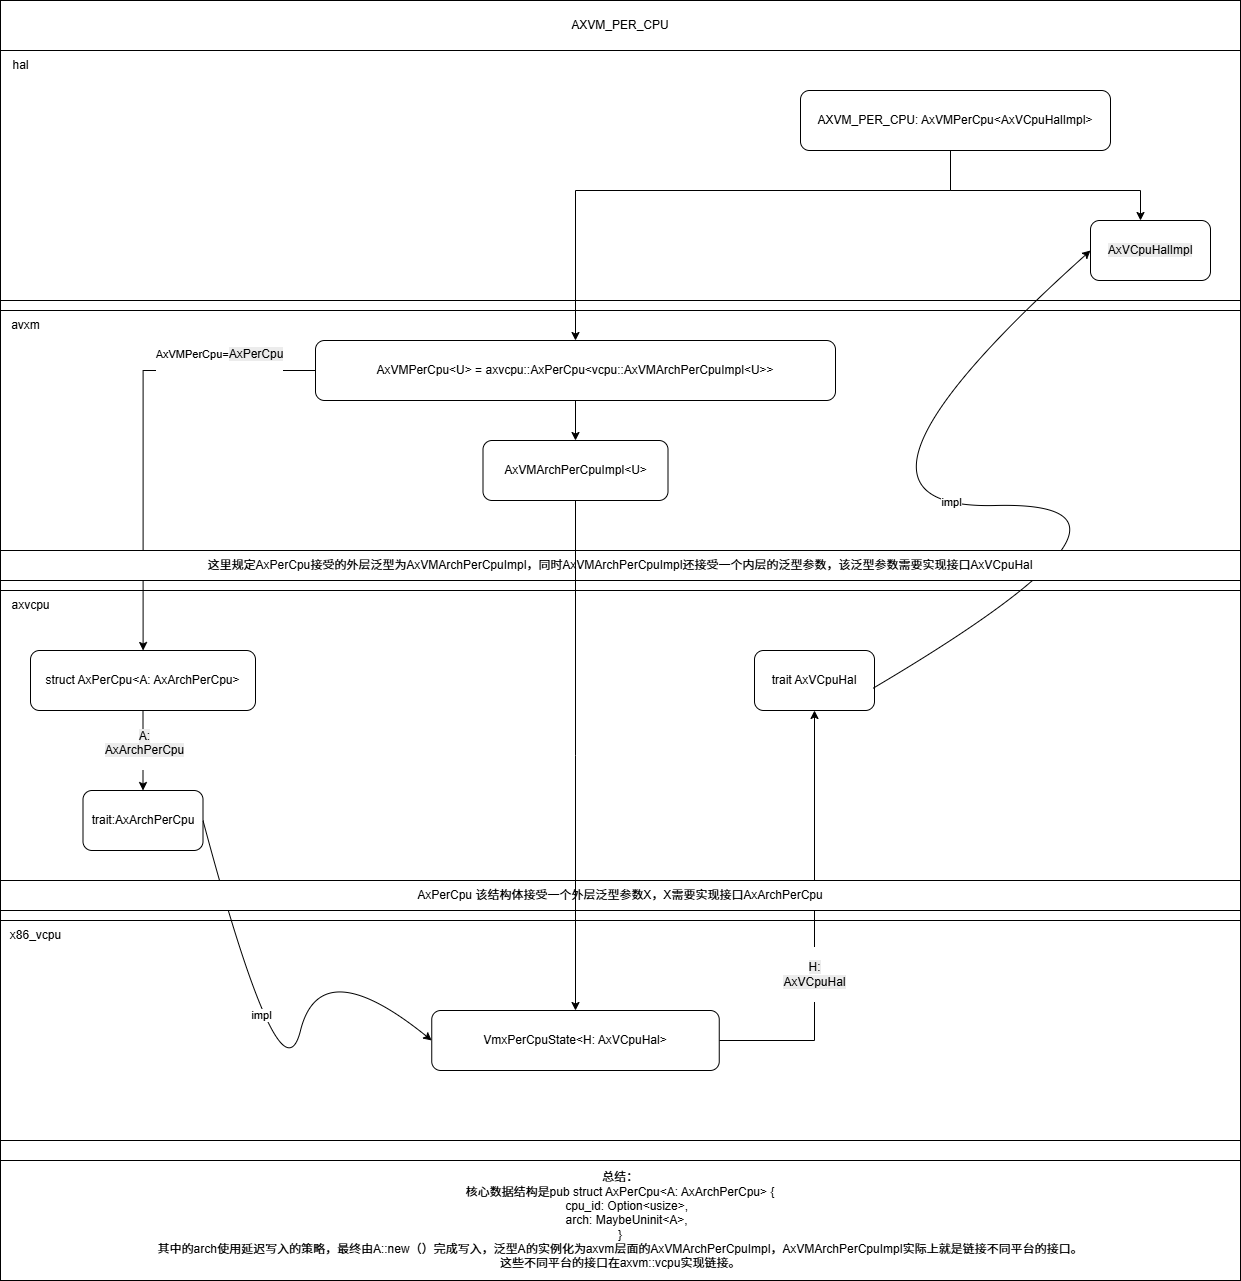 AXVM_PER_CPU
hal
AXVM_PER_CPU: AxVMPerCpu<AxVCpuHalImpl>
AxVCpuHalImpl
avxm
AxVMPerCpu=AxPerCpu
AxVMPerCpu<U> = axvcpu::AxPerCpu<vcpu::AxVMArchPerCpuImpl<U>>
AxVMArchPerCpuImpl<U>
impl
这里规定AxPerCpu接受的外层泛型为AxVMArchPerCpuImpl，同时AxVMArchPerCpuImpl还接受一个内层的泛型参数，该泛型参数需要实现接口AxVCpuHal
axvcpu
struct AxPerCpu<A: AxArchPerCpu>
trait AxVCpuHal
A:
AxArchPerCpu
trait:AxArchPerCpu
AxPerCpu 该结构体接受一个外层泛型参数X，X需要实现接口AxArchPerCpu
x86_vcpu
H:
AxVCpuHal
impl
VmxPerCpuState<H: AxVCpuHal>
总结：
核心数据结构是pub struct AxPerCpu<A: AxArchPerCpu> {
cpu_id: Option<usize>,
arch: MaybeUninit<A>,
}
其中的arch使用延迟写入的策略，最终由A::new（）完成写入，泛型A的实例化为axvm层面的AxVMArchPerCpuImpl，AxVMArchPerCpuImpl实际上就是链接不同平台的接口。
这些不同平台的接口在axvm::vcpu实现链接。